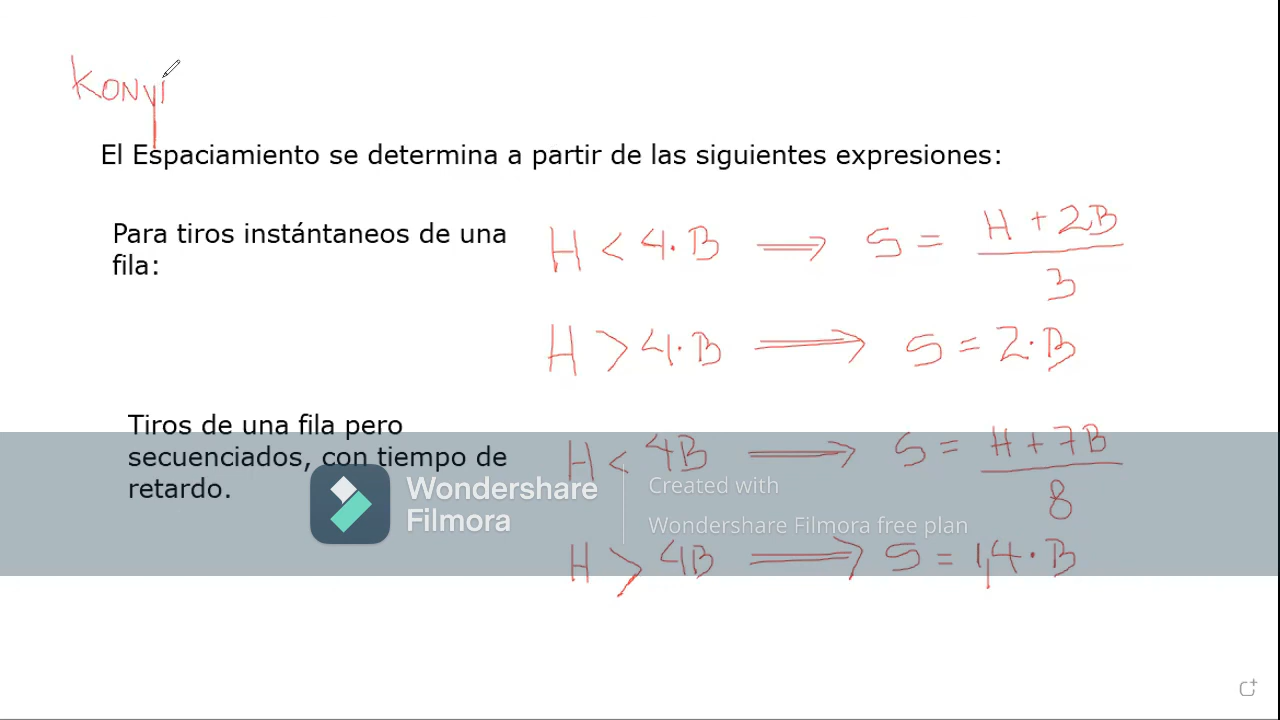 Konyi
El Espaciamiento se determina a partir de las siguientes expresiones:
Para tiros instántaneos de una
fila:
H < 4·B ⟹ S = (H + 2B)/3
H > 4·B ⟹ S = 2·B
Tiros de una fila pero
secuenciados, con tiempo de
retardo.
H < 4B ⟹ S = (H + 7B)/8
H > 4B ⟹ S = 1,4·B
Wondershare
Filmora
Created with
Wondershare Filmora free plan